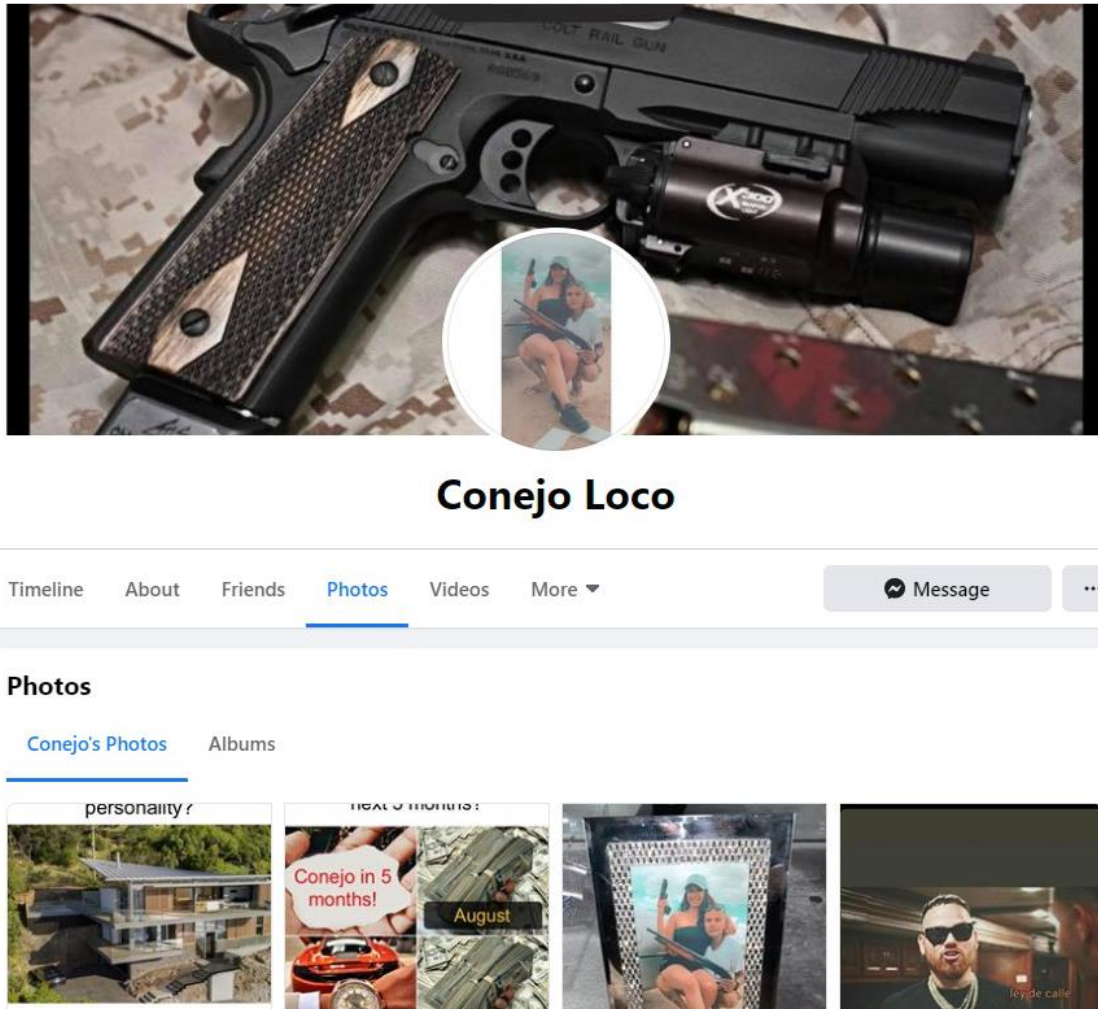 COLT RAIL GUN
X300
Conejo Loco
Timeline About Friends Photos Videos More Message
Photos
Conejo's Photos Albums
personality?
next 5 months?
Conejo in 5
months!
August
ley de calle